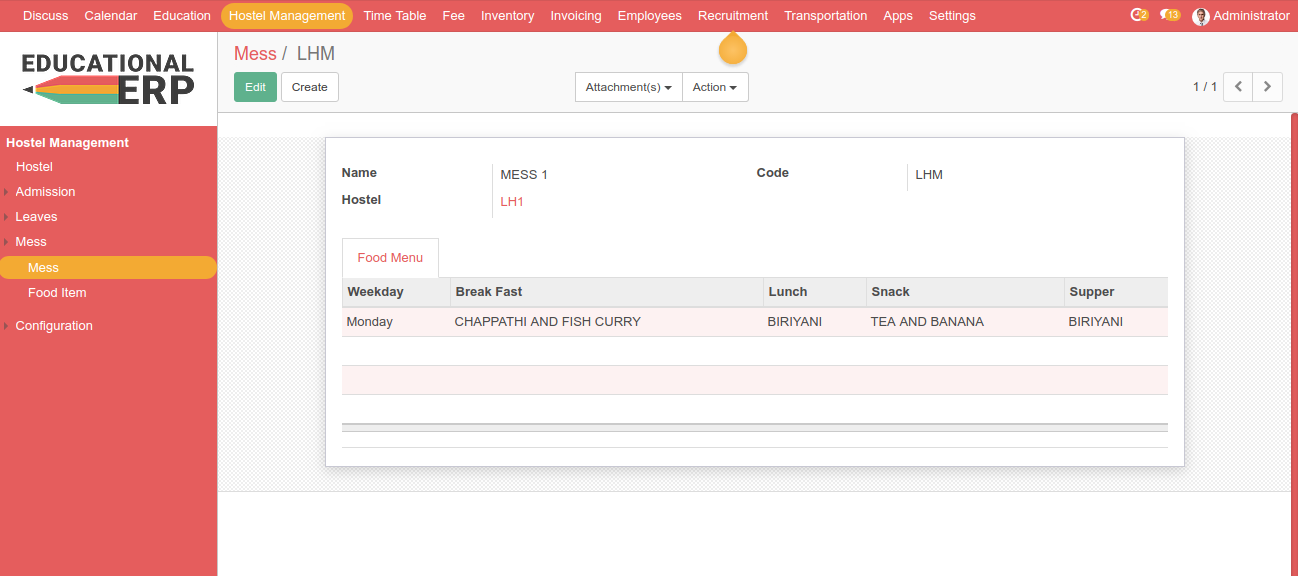 Discuss Calendar Education Hostel Management Time Table Fee Inventory Invoicing Employees Recruitment Transportation Apps Settings 2 13 Administrator
EDUCATIONAL
ERP
Mess / LHM
Edit Create Attachment(s) Action 1 / 1
Hostel Management
Hostel
Admission
Leaves
Mess
Mess
Food Item
Configuration
Name MESS 1 Code LHM
Hostel LH1
Food Menu
Weekday Break Fast Lunch Snack Supper
Monday CHAPPATHI AND FISH CURRY BIRIYANI TEA AND BANANA BIRIYANI